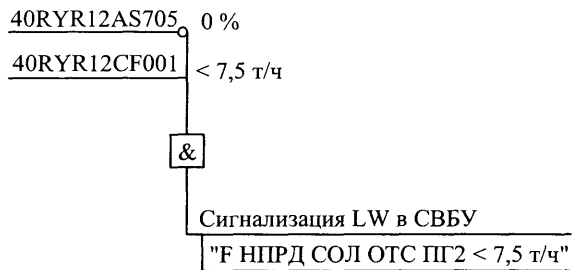 40RYR12AS705 0 %
40RYR12CF001 < 7,5 т/ч
&
Сигнализация LW в СВБУ
"F НПРД СОЛ ОТС ПГ2 < 7,5 т/ч"